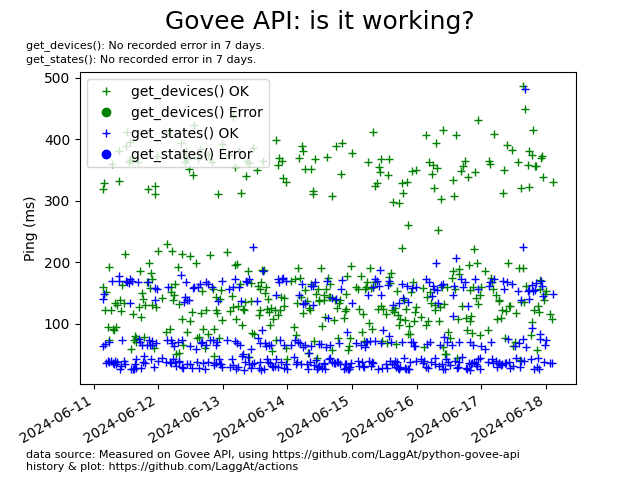 Govee API: is it working?
get_devices(): No recorded error in 7 days.
get_states(): No recorded error in 7 days.
500
400
300
200
100
Ping (ms)
get_devices() OK
get_devices() Error
get_states() OK
get_states() Error
2024-06-11
2024-06-12
2024-06-13
2024-06-14
2024-06-15
2024-06-16
2024-06-17
2024-06-18
data source: Measured on Govee API, using https://github.com/LaggAt/python-govee-api
history & plot: https://github.com/LaggAt/actions